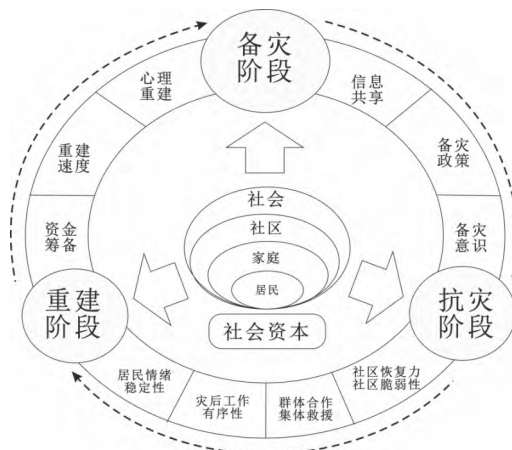 备灾
阶段
心理
重建
信息
共享
重建
速度
备灾
政策
资金
筹备
备灾
意识
社会
社区
家庭
居民
社会资本
重建
阶段
抗灾
阶段
居民情绪
稳定性
灾后工作
有序性
群体合作
集体救援
社区恢复力
社区脆弱性